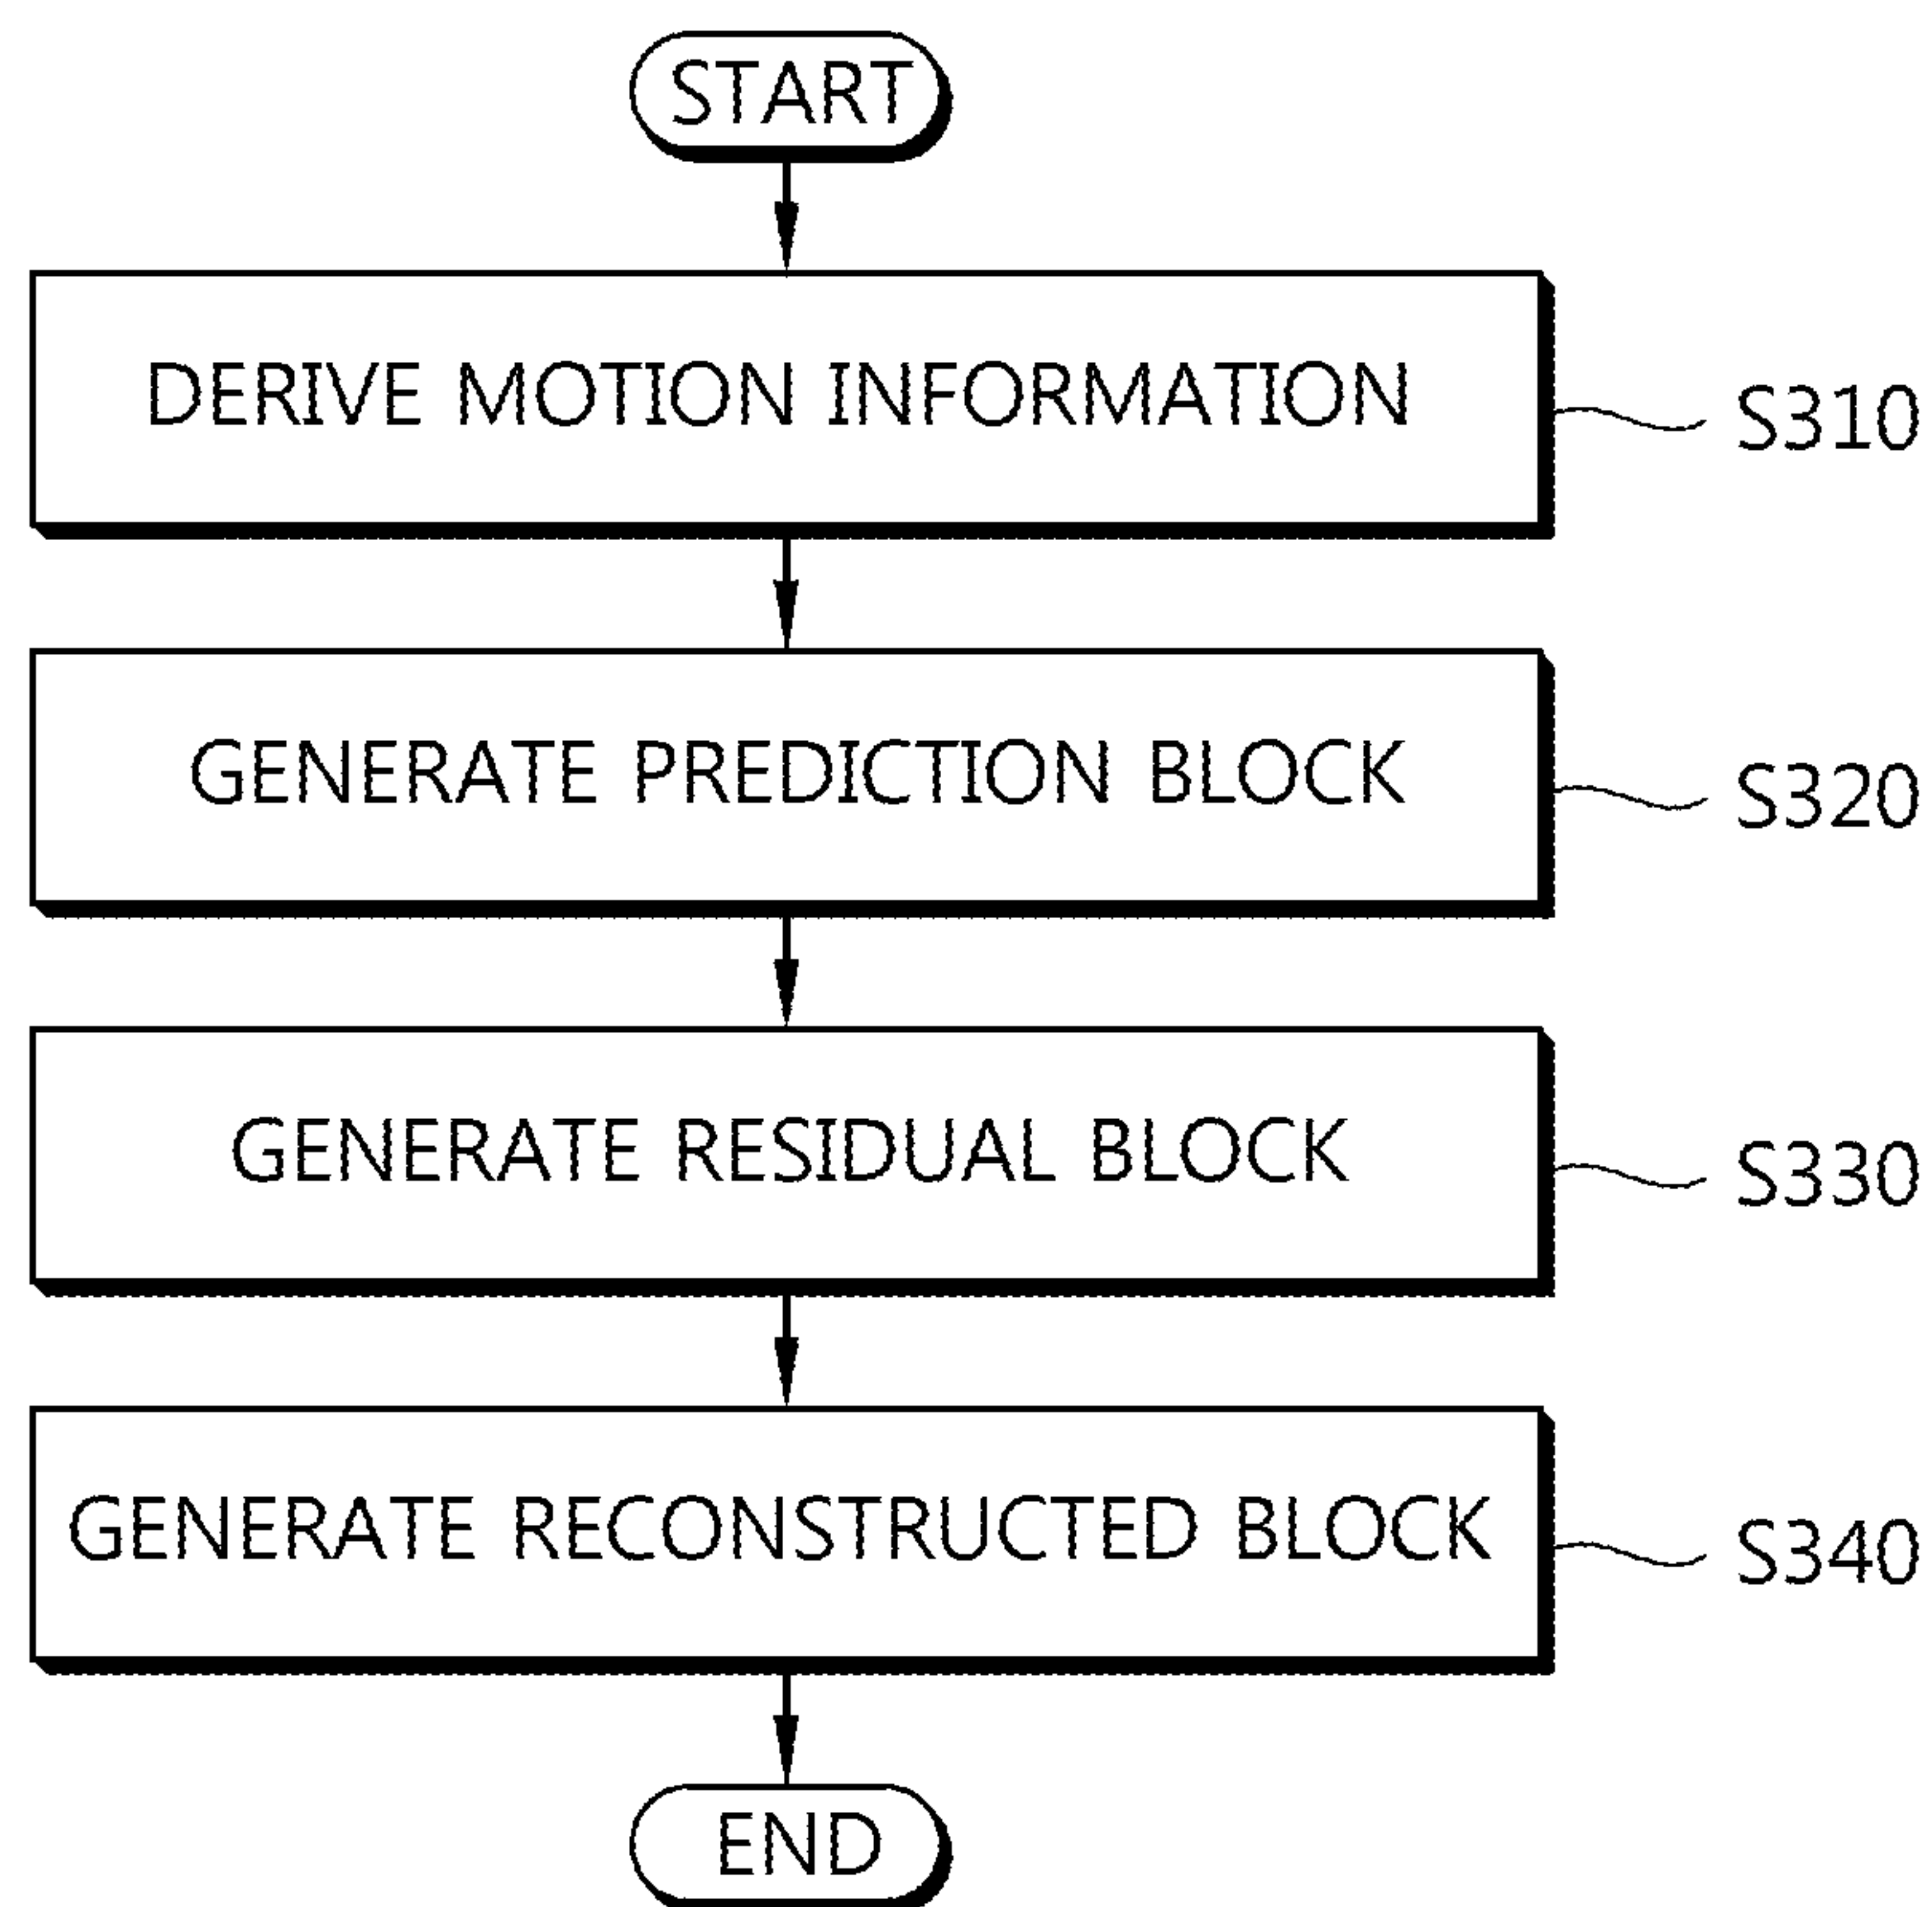 START
DERIVE MOTION INFORMATION
S310
GENERATE PREDICTION BLOCK
S320
GENERATE RESIDUAL BLOCK
S330
GENERATE RECONSTRUCTED BLOCK
S340
END